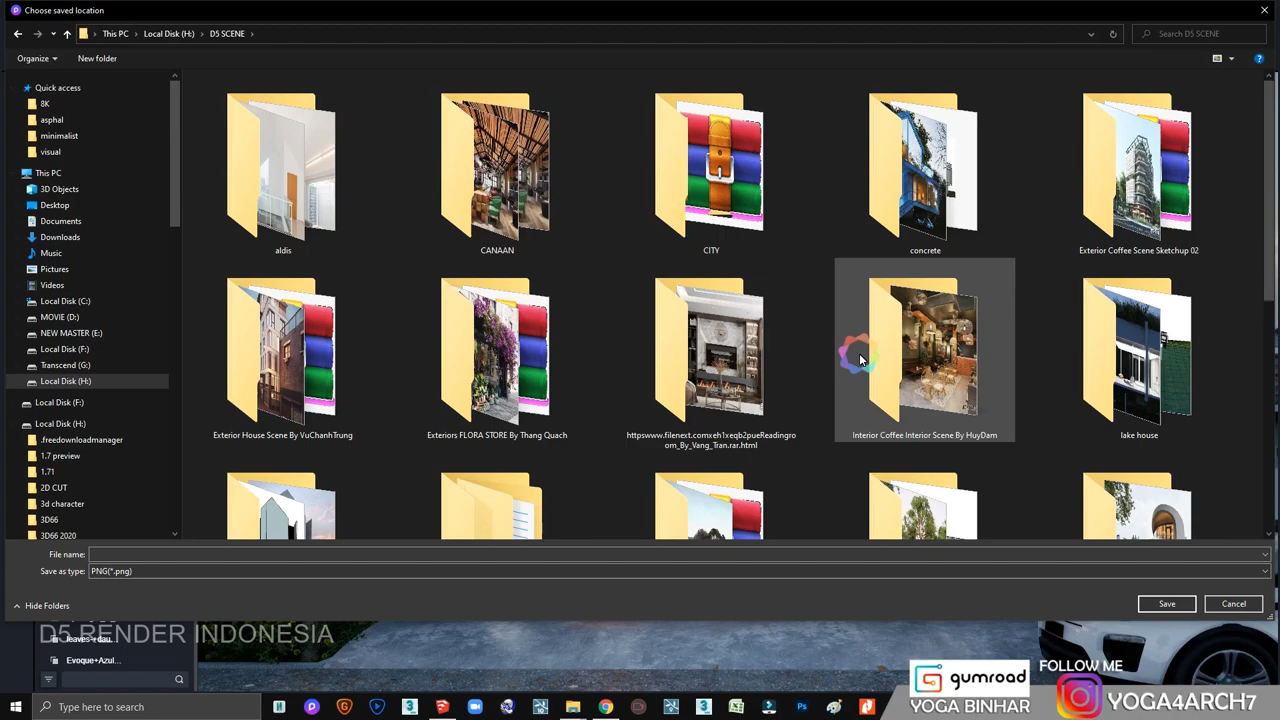 Choose saved location
This PC
Local Disk (H:)
D5 SCENE
Search D5 SCENE
Organize
New folder
Quick access
8K
asphal
minimalist
visual
This PC
3D Objects
Desktop
Documents
Downloads
Music
Pictures
Videos
Local Disk (C:)
MOVIE (D:)
NEW MASTER (E:)
Local Disk (F:)
Transcend (G:)
Local Disk (H:)
Local Disk (F:)
Local Disk (H:)
.freedownloadmanager
1.7 preview
1.71
2D CUT
3d character
3D66
3D66 2020
aldis
CANAAN
CITY
concrete
Exterior Coffee Scene Sketchup 02
Exterior House Scene By VuChanhTrung
Exteriors FLORA STORE By Thang Quach
httpswww.filenext.comxeh1xeqb2pueReadingro
om_By_Vang_Tran.rar.html
Interior Coffee Interior Scene By HuyDam
lake house
File name:
Save as type:
PNG(*.png)
Hide Folders
Save
Cancel
D5 RENDER INDONESIA
Evoque+Azul...
Type here to search
gumroad
YOGA BINHAR
FOLLOW ME
YOGA4ARCH7